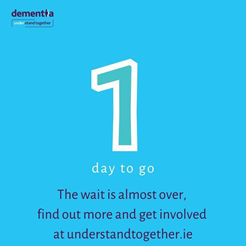 dementia
understand together
1
day to go
The wait is almost over,
find out more and get involved
at understandtogether.ie